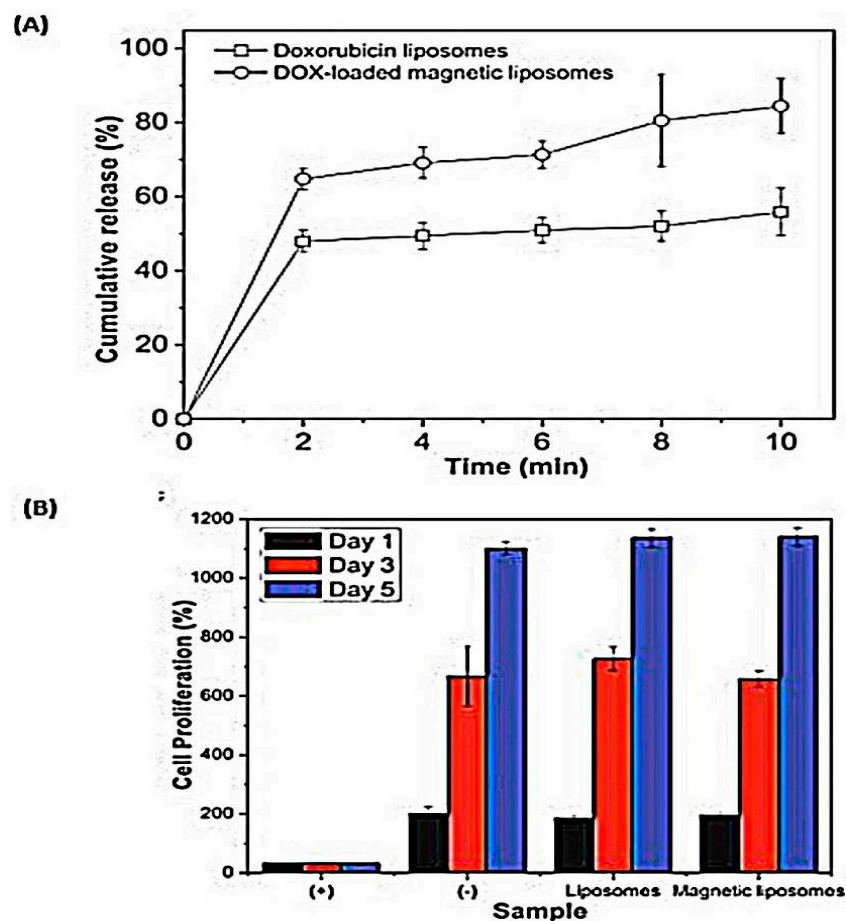 (A)
100
80
60
40
20
0
Cumulative release (%)
Doxorubicin liposomes
DOX-loaded magnetic liposomes
0 2 4 6 8 10
Time (min)
(B)
1200
1000
800
600
400
200
0
Cell Proliferation (%)
Day 1
Day 3
Day 5
(+) (-) Liposomes Magnetic liposomes
Sample